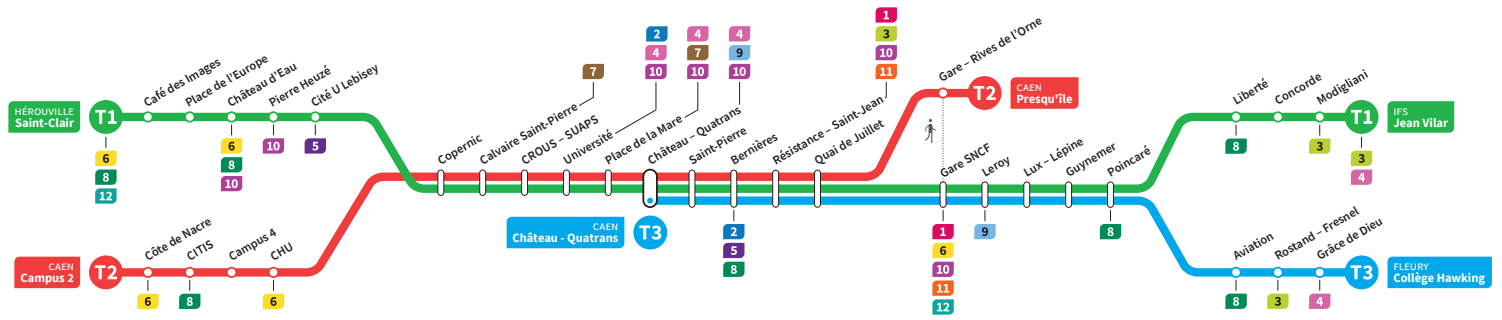 HÉROUVILLE
Saint-Clair
T1
6
8
12
Café des Images
Place de l'Europe
Château d'Eau
6
8
10
Pierre Heuzé
10
Cité U Lebisey
5
CAEN
Campus 2
T2
Côte de Nacre
6
CITIS
8
Campus 4
CHU
6
Copernic
Calvaire Saint-Pierre
7
CROUS – SUAPS
Université
2
4
10
Place de la Mare
4
7
10
Château – Quatrans
4
9
10
CAEN
Château - Quatrans
T3
Saint-Pierre
Bernières
2
5
8
Résistance – Saint-Jean
1
3
10
11
Quai de Juillet
Gare – Rives de l'Orne
T2
CAEN
Presqu'île
Gare SNCF
1
6
10
11
12
Leroy
9
Lux – Lépine
Guynemer
Poincaré
8
Liberté
8
Concorde
Modigliani
3
T1
3
4
IFS
Jean Vilar
Aviation
8
Rostand – Fresnel
3
Grâce de Dieu
4
T3
FLEURY
Collège Hawking